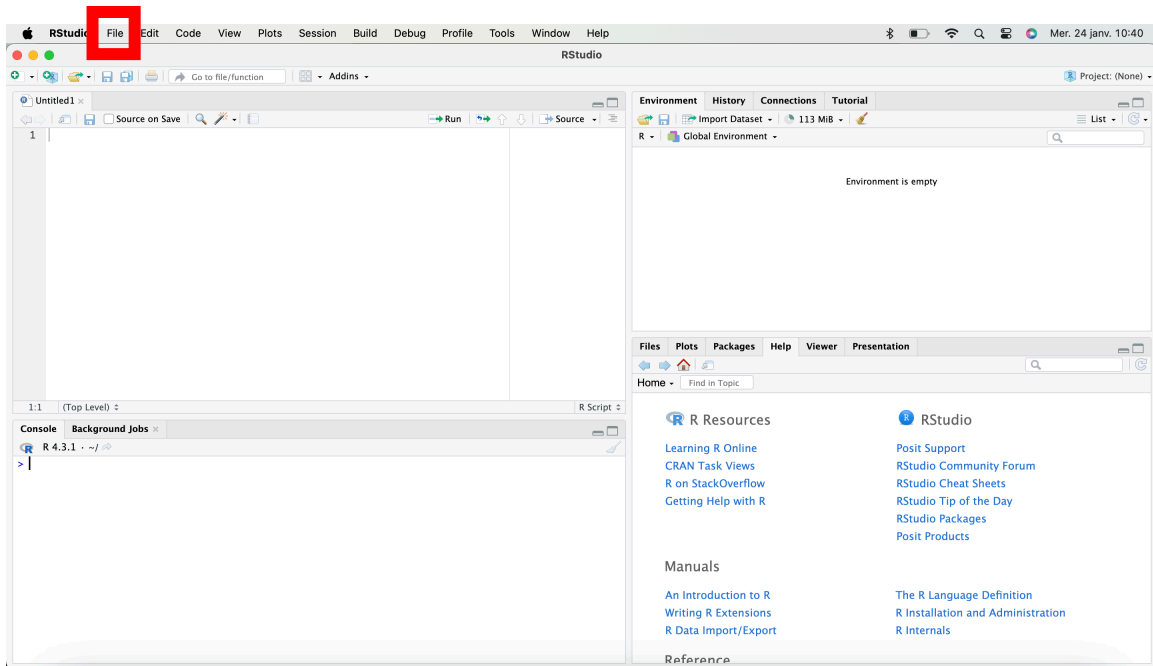 RStudio File Edit Code View Plots Session Build Debug Profile Tools Window Help Mer. 24 janv. 10:40
RStudio
Go to file/function Addins Project: (None)
Untitled1
Source on Save Run Source
1
1:1 (Top Level) R Script
Console Background Jobs
R 4.3.1 · ~/
>
Environment History Connections Tutorial
Import Dataset 113 MiB List
R Global Environment
Environment is empty
Files Plots Packages Help Viewer Presentation
Home Find in Topic
R Resources
Learning R Online
CRAN Task Views
R on StackOverflow
Getting Help with R
RStudio
Posit Support
RStudio Community Forum
RStudio Cheat Sheets
RStudio Tip of the Day
RStudio Packages
Posit Products
Manuals
An Introduction to R
Writing R Extensions
R Data Import/Export
The R Language Definition
R Installation and Administration
R Internals
Reference